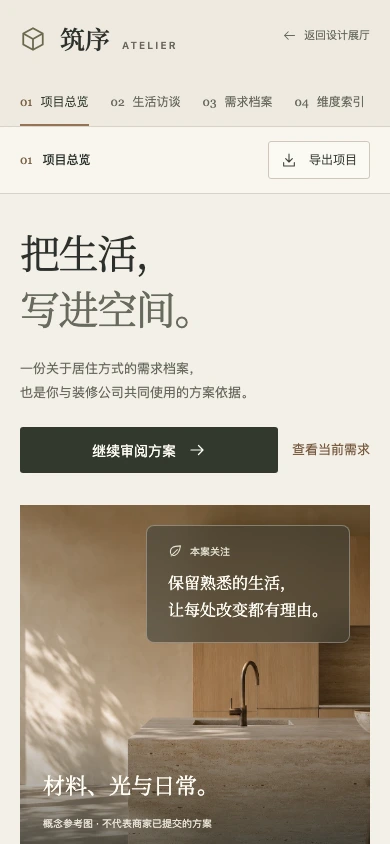 筑序 ATELIER
← 返回设计展厅
01 项目总览 02 生活访谈 03 需求档案 04 维度索引
01 项目总览
导出项目
把生活，
写进空间。
一份关于居住方式的需求档案，
也是你与装修公司共同使用的方案依据。
继续审阅方案 →
查看当前需求
本案关注
保留熟悉的生活，
让每处改变都有理由。
材料、光与日常。
概念参考图 · 不代表商家已提交的方案